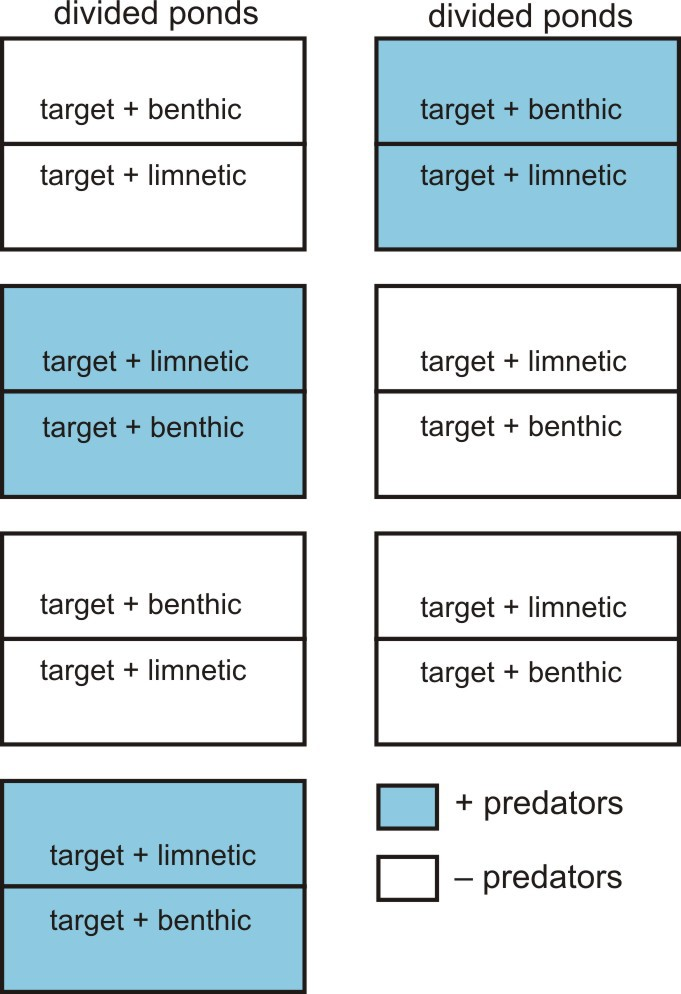 divided ponds
target + benthic
target + limnetic
target + limnetic
target + benthic
target + benthic
target + limnetic
target + limnetic
target + benthic
divided ponds
target + benthic
target + limnetic
target + limnetic
target + benthic
target + limnetic
target + benthic
+ predators
– predators